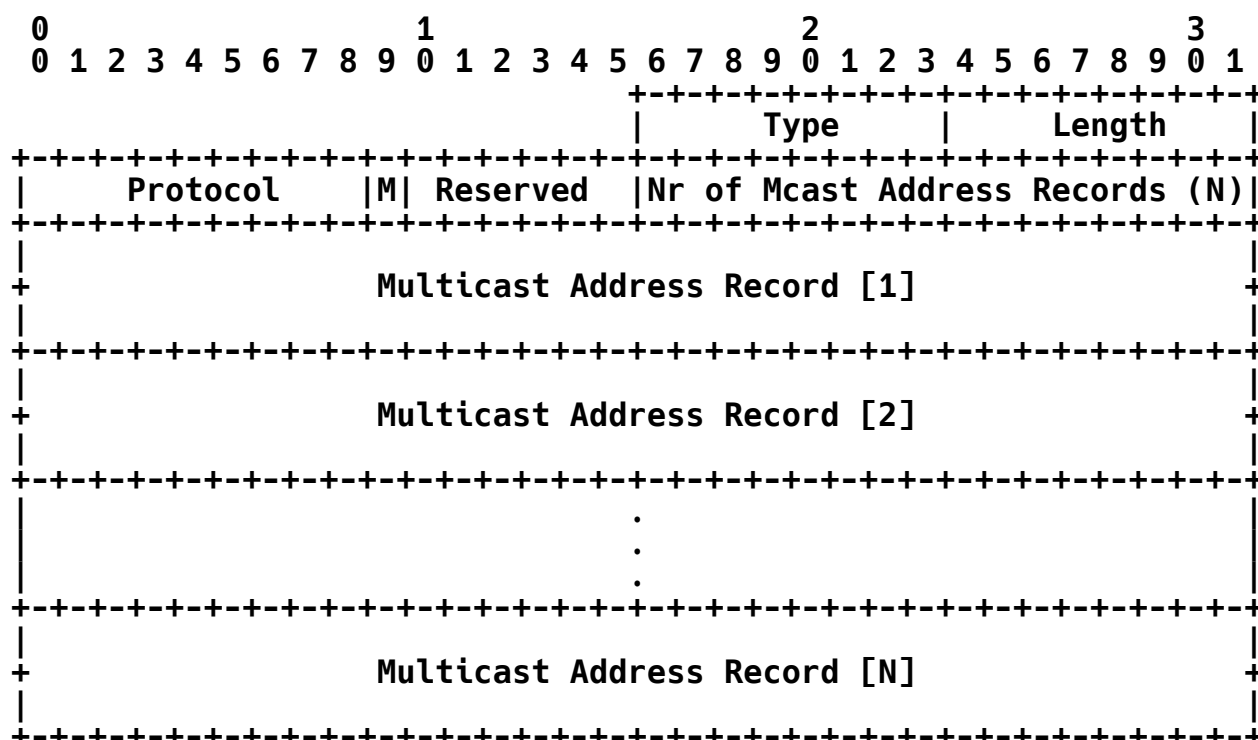 0                   1                   2                   3
 0 1 2 3 4 5 6 7 8 9 0 1 2 3 4 5 6 7 8 9 0 1 2 3 4 5 6 7 8 9 0 1
                                +-+-+-+-+-+-+-+-+-+-+-+-+-+-+-+-+
                                |      Type     |     Length    |
+-+-+-+-+-+-+-+-+-+-+-+-+-+-+-+-+-+-+-+-+-+-+-+-+-+-+-+-+-+-+-+-+
|     Protocol    |M| Reserved  |Nr of Mcast Address Records (N)|
+-+-+-+-+-+-+-+-+-+-+-+-+-+-+-+-+-+-+-+-+-+-+-+-+-+-+-+-+-+-+-+-+
|                                                               |
+                  Multicast Address Record [1]                 +
|                                                               |
+-+-+-+-+-+-+-+-+-+-+-+-+-+-+-+-+-+-+-+-+-+-+-+-+-+-+-+-+-+-+-+-+
|                                                               |
+                  Multicast Address Record [2]                 +
|                                                               |
+-+-+-+-+-+-+-+-+-+-+-+-+-+-+-+-+-+-+-+-+-+-+-+-+-+-+-+-+-+-+-+-+
|                               .                               |
|                               .                               |
|                               .                               |
+-+-+-+-+-+-+-+-+-+-+-+-+-+-+-+-+-+-+-+-+-+-+-+-+-+-+-+-+-+-+-+-+
|                                                               |
+                  Multicast Address Record [N]                 +
|                                                               |
+-+-+-+-+-+-+-+-+-+-+-+-+-+-+-+-+-+-+-+-+-+-+-+-+-+-+-+-+-+-+-+-+